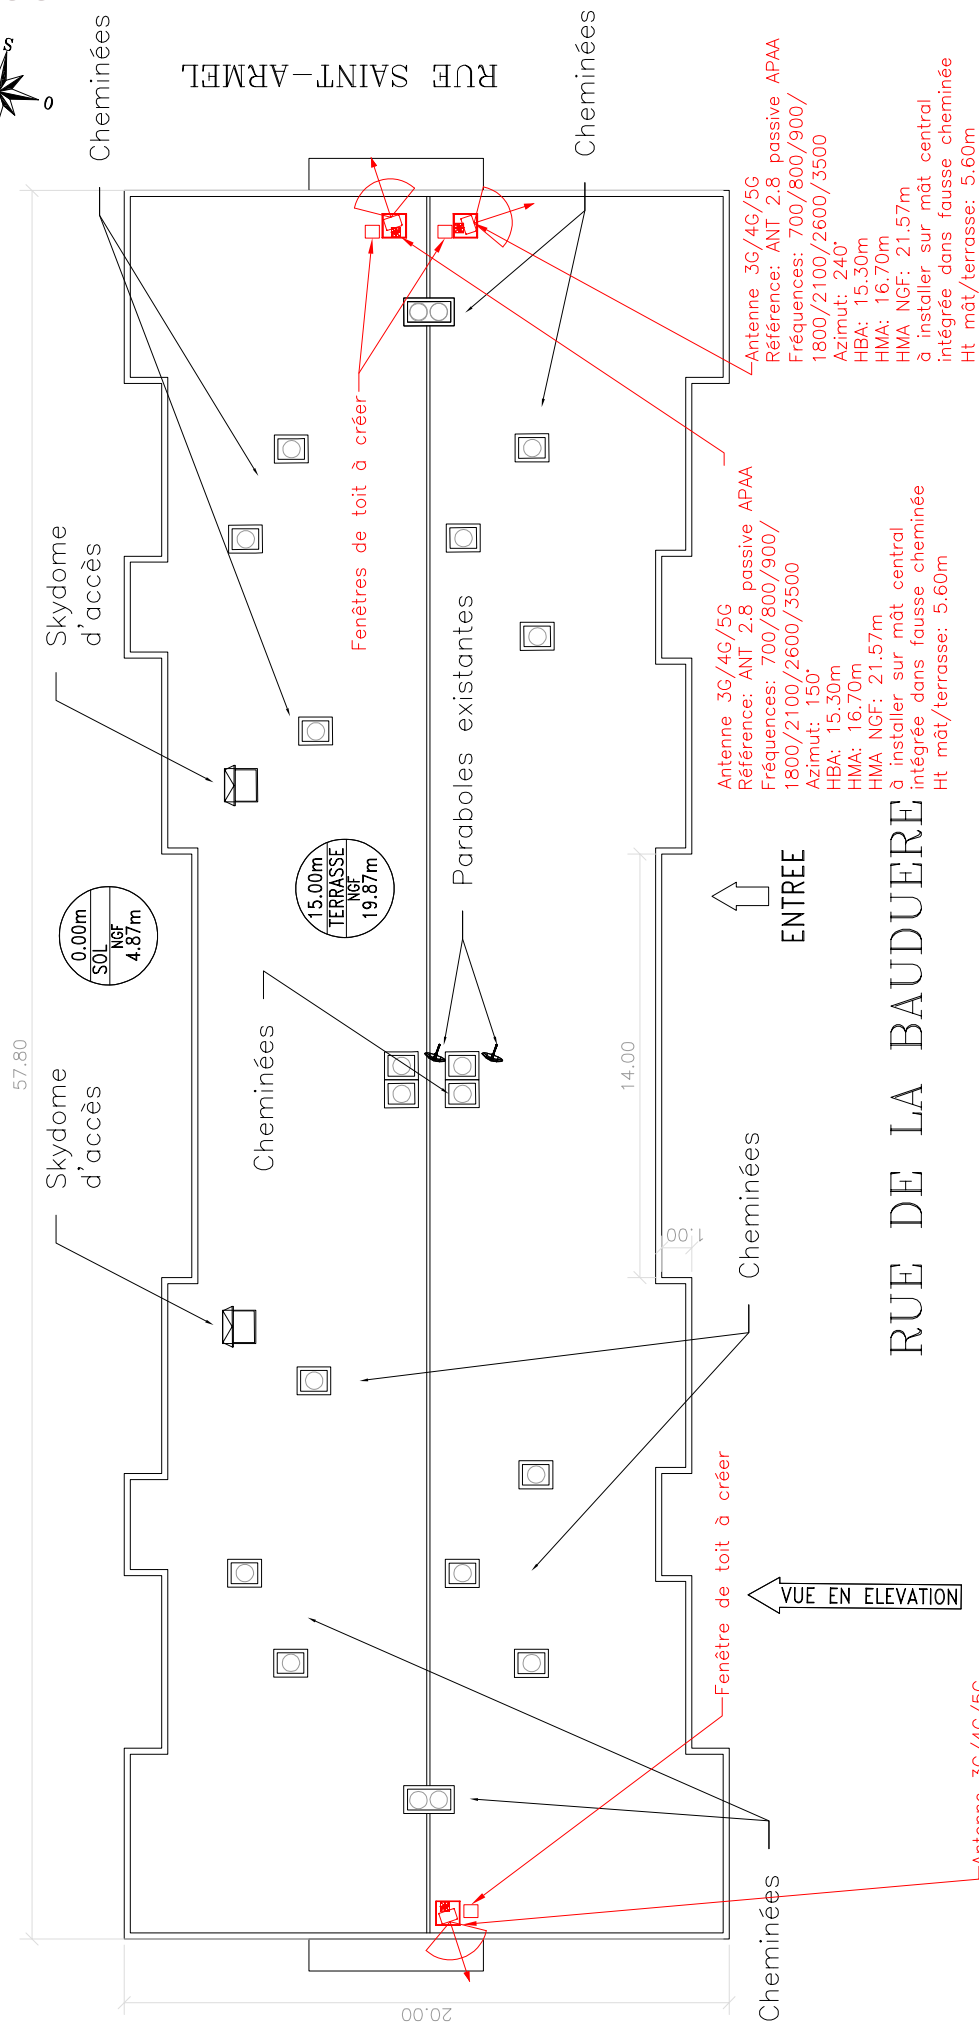 S
O
RUE SAINT-ARMEL
Cheminées
Cheminées
57.80
Skydome
d'accès
Skydome
d'accès
0.00m
SOL
NGF
4.87m
15.00m
TERRASSE
NGF
19.87m
Fenêtres de toit à créer
Paraboles existantes
Cheminées
Antenne 3G/4G/5G
Référence: ANT 2.8 passive APAA
Fréquences: 700/800/900/
1800/2100/2600/3500
Azimut: 240°
HBA: 15.30m
HMA: 16.70m
HMA NGF: 21.57m
à installer sur mât central
intégrée dans fausse cheminée
Ht mât/terrasse: 5.60m
Antenne 3G/4G/5G
Référence: ANT 2.8 passive APAA
Fréquences: 700/800/900/
1800/2100/2600/3500
Azimut: 150°
HBA: 15.30m
HMA: 16.70m
HMA NGF: 21.57m
à installer sur mât central
intégrée dans fausse cheminée
Ht mât/terrasse: 5.60m
ENTREE
14.00
1.00
Cheminées
RUE DE LA BAUDUERE
Fenêtre de toit à créer
VUE EN ELEVATION
Cheminées
20.00
Antenne 3G/4G/5G